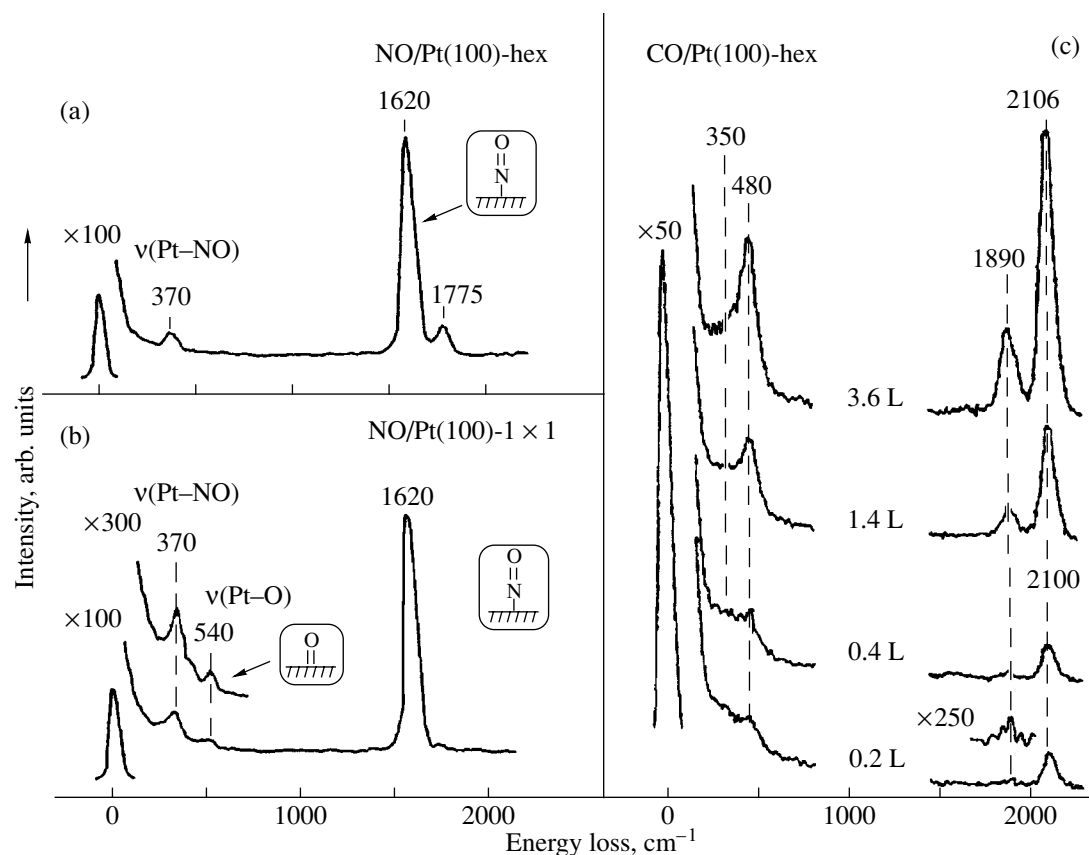 NO/Pt(100)-hex
(a)
1620
O
N
×100
ν(Pt–NO)
370
1775
2000
(b)
NO/Pt(100)-1 × 1
ν(Pt–NO)
×300
370
1620
ν(Pt–O)
×100
540
O
O
N
0
1000
2000
CO/Pt(100)-hex
(c)
2106
350
480
×50
1890
3.6 L
1.4 L
2100
0.4 L
×250
0.2 L
0
1000
2000
Intensity, arb. units
Energy loss, cm⁻¹